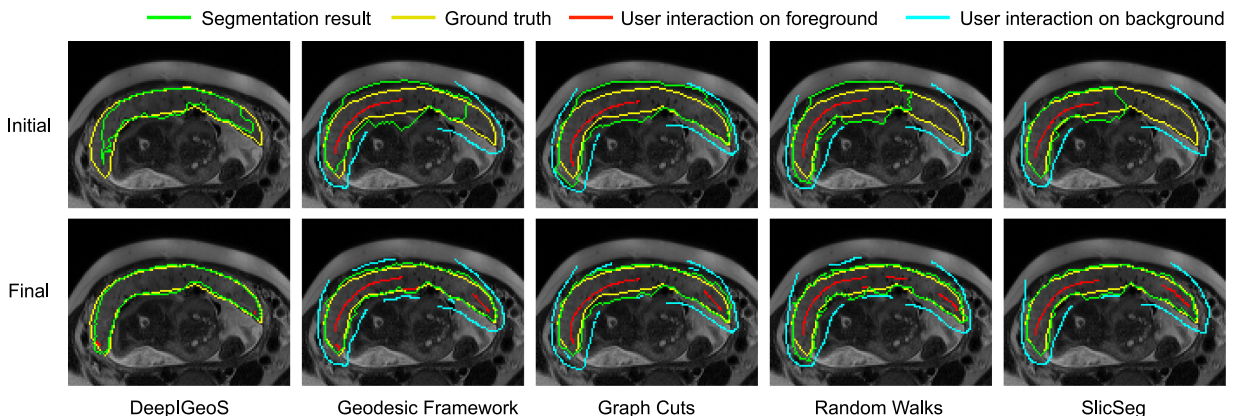 Segmentation result Ground truth User interaction on foreground User interaction on background
Initial
Final
DeepIGeoS Geodesic Framework Graph Cuts Random Walks SlicSeg